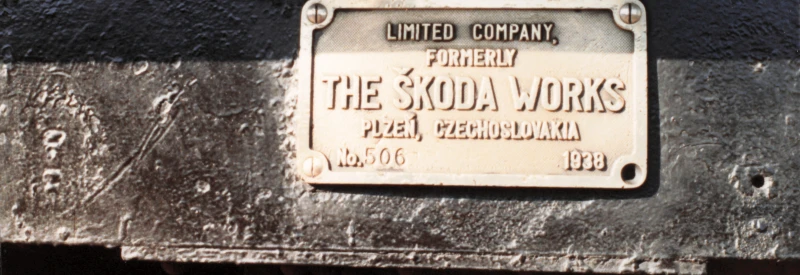 LIMITED COMPANY,
FORMERLY
THE ŠKODA WORKS
PLZEŇ, CZECHOSLOVAKIA
No. 506 1938